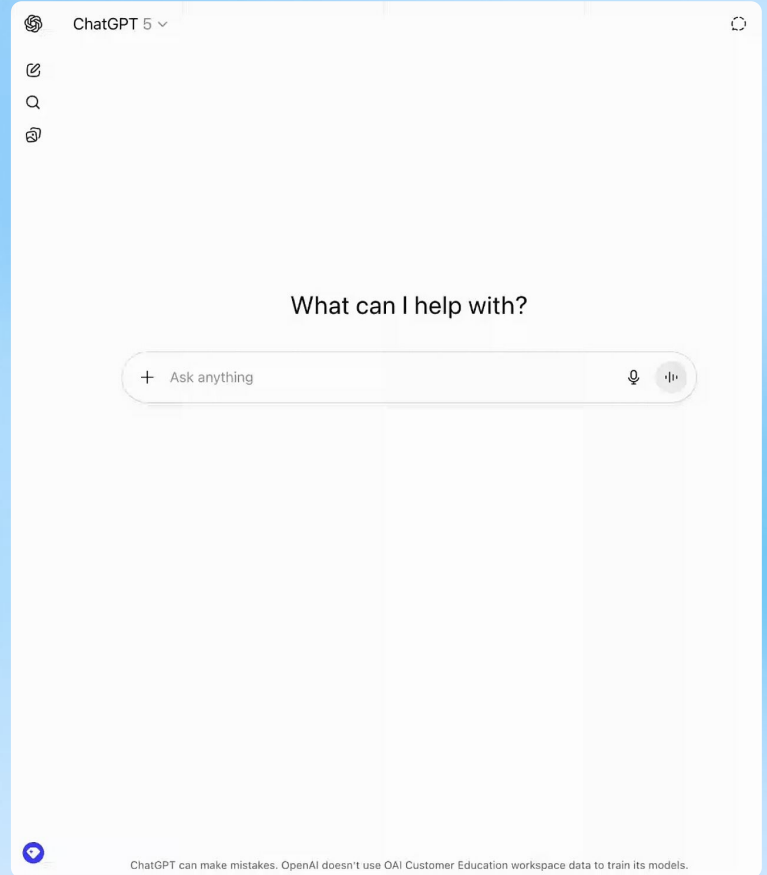 ChatGPT 5
What can I help with?
Ask anything
ChatGPT can make mistakes. OpenAI doesn't use OAI Customer Education workspace data to train its models.